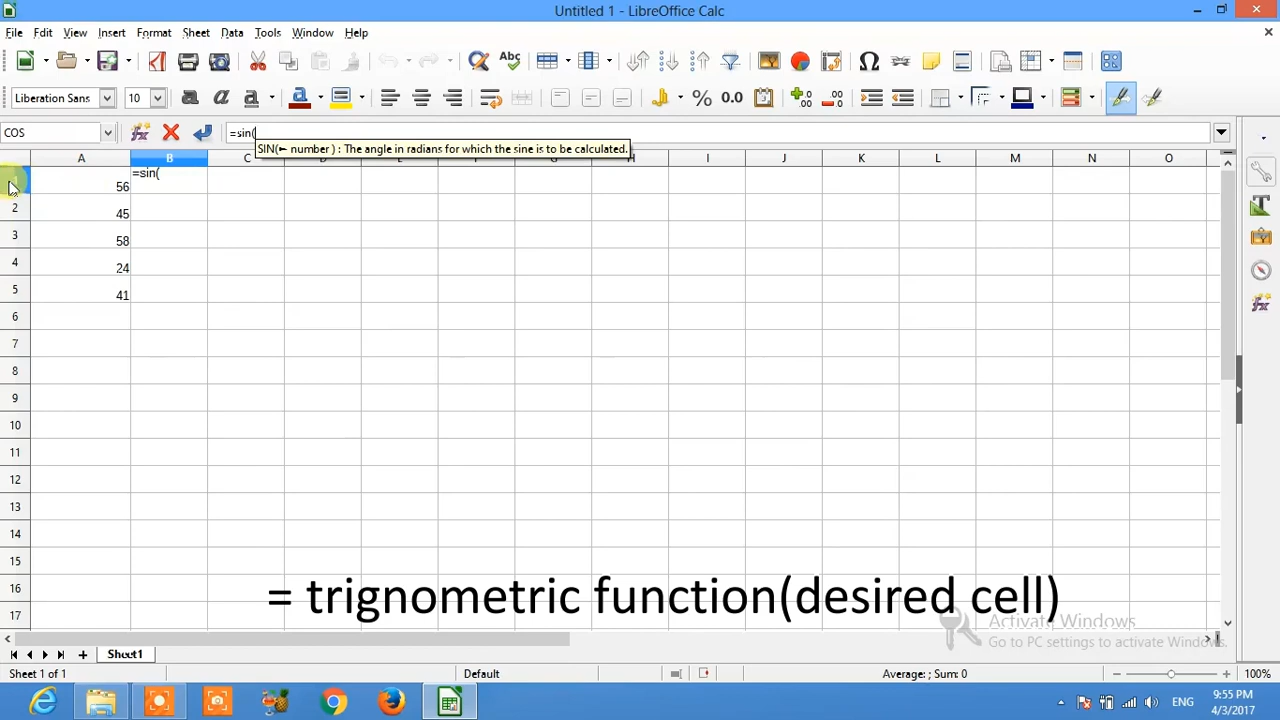 Untitled 1 - LibreOffice Calc
File Edit View Insert Format Sheet Data Tools Window Help
Abc
Liberation Sans 10 a a a a % 0.0
COS fx =sin(
SIN(► number ) : The angle in radians for which the sine is to be calculated.
A B C D E F G H I J K L M N O
56 =sin(
2 45
3 58
4 24
5 41
6
7
8
9
10
11
12
13
14
15
16
17
= trignometric function(desired cell)
Activate Windows
Go to PC settings to activate Windows.
Sheet1
Sheet 1 of 1 Default Average: ; Sum: 0 100%
ENG 9:55 PM
4/3/2017